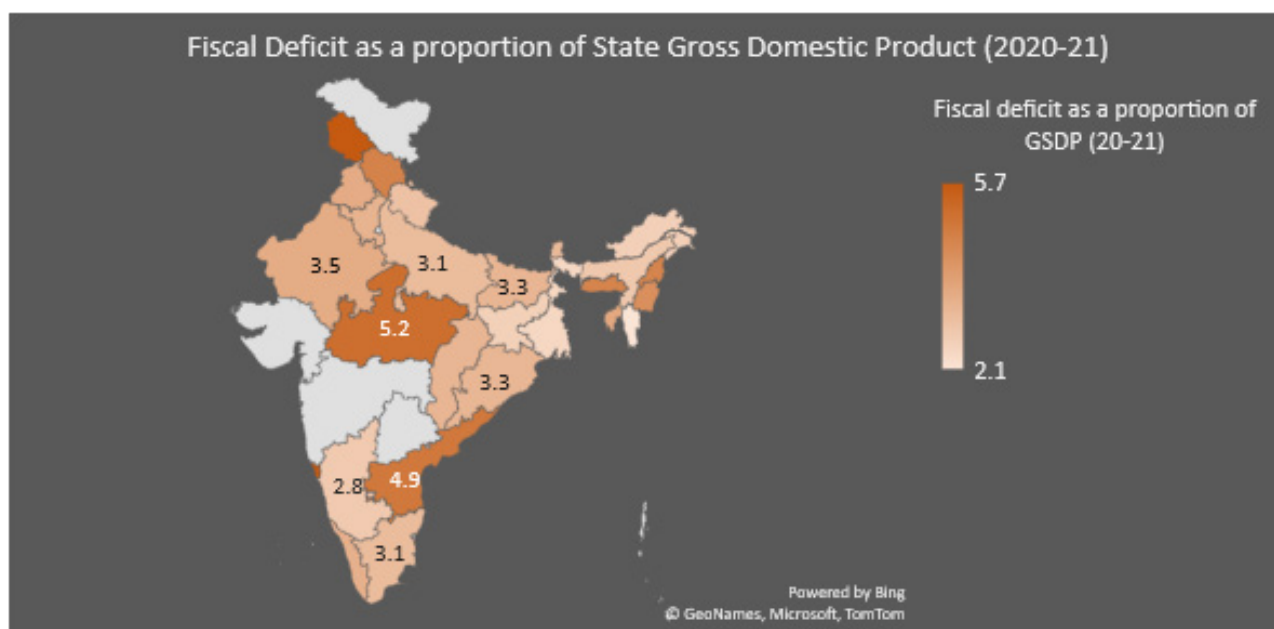 Fiscal Deficit as a proportion of State Gross Domestic Product (2020-21)
Fiscal deficit as a proportion of
GSDP (20-21)
5.7
2.1
3.5
3.1
3.3
5.2
3.3
2.8
4.9
3.1
Powered by Bing
© GeoNames, Microsoft, TomTom